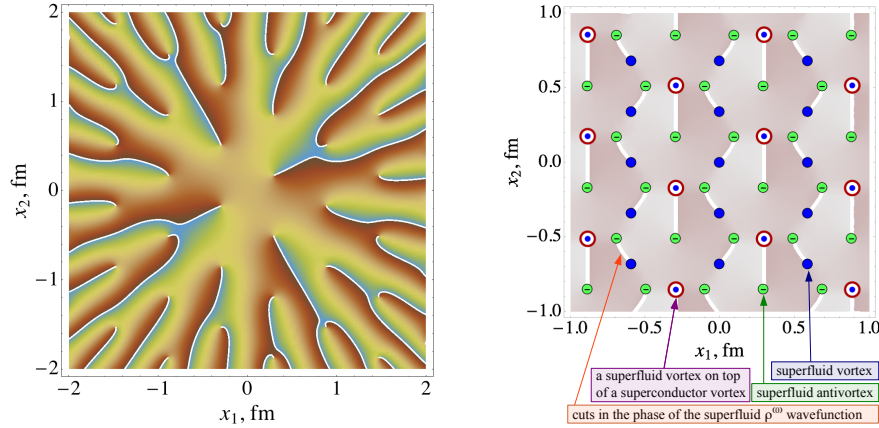 2
1
0
−1
−2
x₂, fm
−2
−1
0
1
2
x₁, fm
1.0
0.5
0.0
−0.5
−1.0
x₂, fm
−1.0
−0.5
0.0
0.5
1.0
x₁, fm
superfluid vortex
a superfluid vortex on top
of a superconductor vortex
superfluid antivortex
cuts in the phase of the superfluid ρ⁽⁰⁾ wavefunction